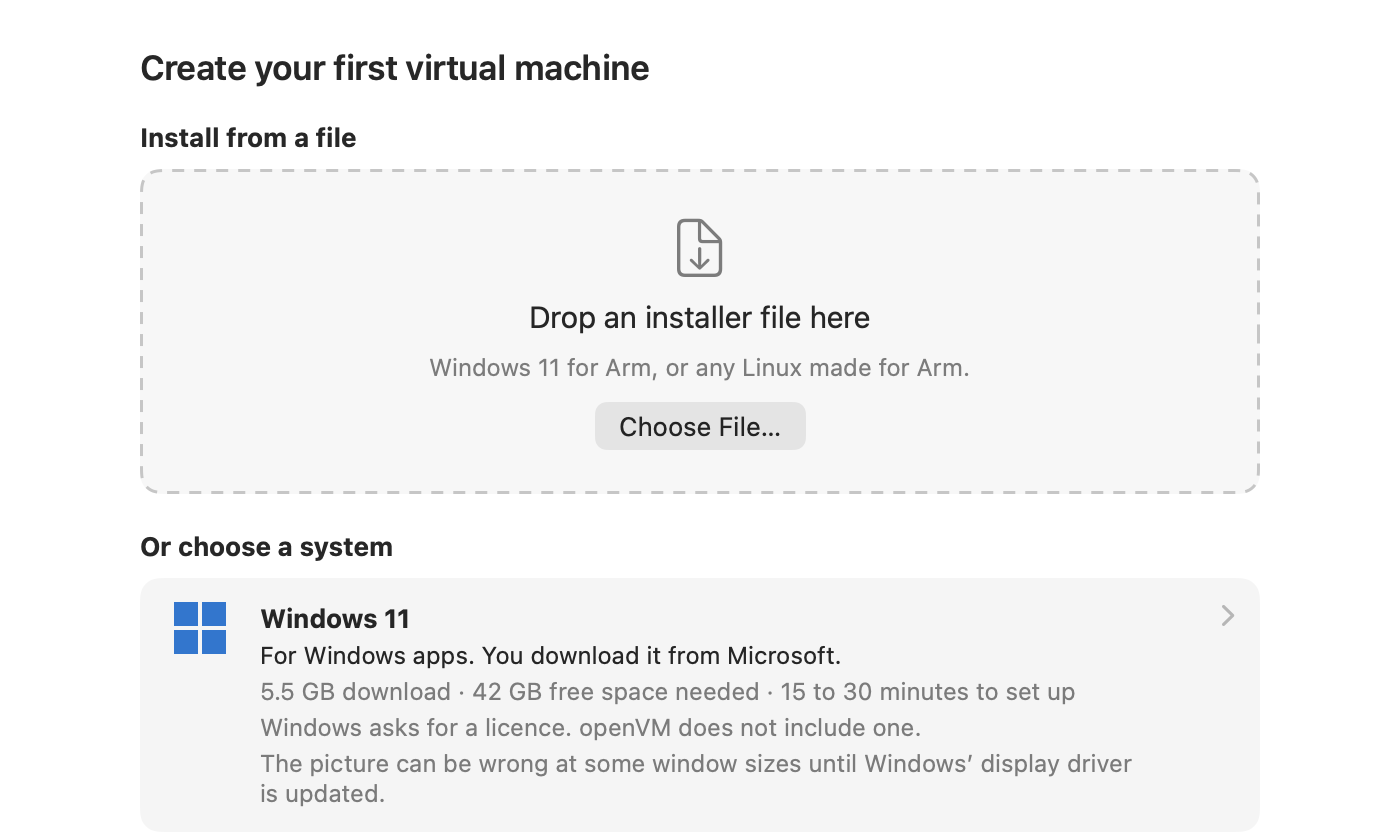 Create your first virtual machine
Install from a file
Drop an installer file here
Windows 11 for Arm, or any Linux made for Arm.
Choose File...
Or choose a system
Windows 11
For Windows apps. You download it from Microsoft.
5.5 GB download · 42 GB free space needed · 15 to 30 minutes to set up
Windows asks for a licence. openVM does not include one.
The picture can be wrong at some window sizes until Windows’ display driver
is updated.